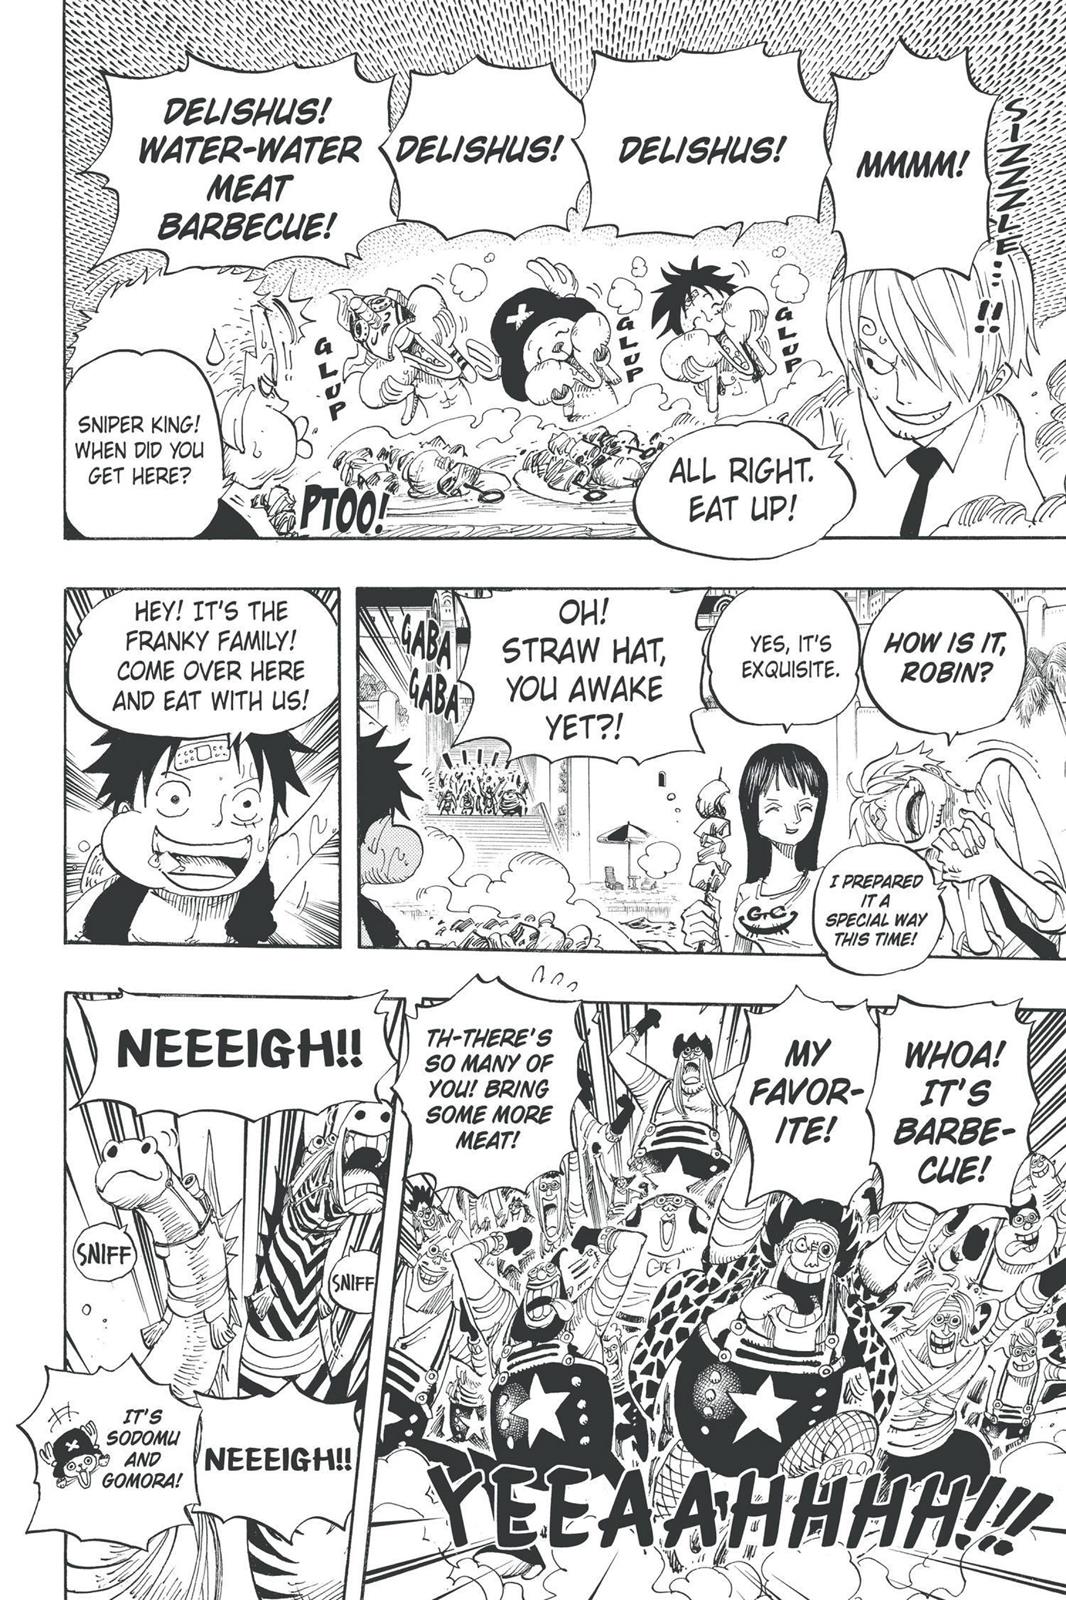 MMMM!
SIZZZLE...!!
DELISHUS!
DELISHUS!
DELISHUS!
WATER-WATER
MEAT
BARBECUE!
GLUP
GLUP
GLUP
ALL RIGHT.
EAT UP!
SNIPER KING!
WHEN DID YOU
GET HERE?
PTOO!
HOW IS IT,
ROBIN?
YES, IT'S
EXQUISITE.
I PREPARED
IT A
SPECIAL WAY
THIS TIME!
GTC
OH!
STRAW HAT,
YOU AWAKE
YET?!
GABA
GABA
HEY! IT'S THE
FRANKY FAMILY!
COME OVER HERE
AND EAT WITH US!
WHOA!
IT'S
BARBE-
CUE!
MY
FAVOR-
ITE!
TH-THERE'S
SO MANY OF
YOU! BRING
SOME MORE
MEAT!
YEEAAHHHHH!!!
NEEEIGH!!
SNIFF
SNIFF
NEEEIGH!!
IT'S
SODOMU
AND
GOMORA!